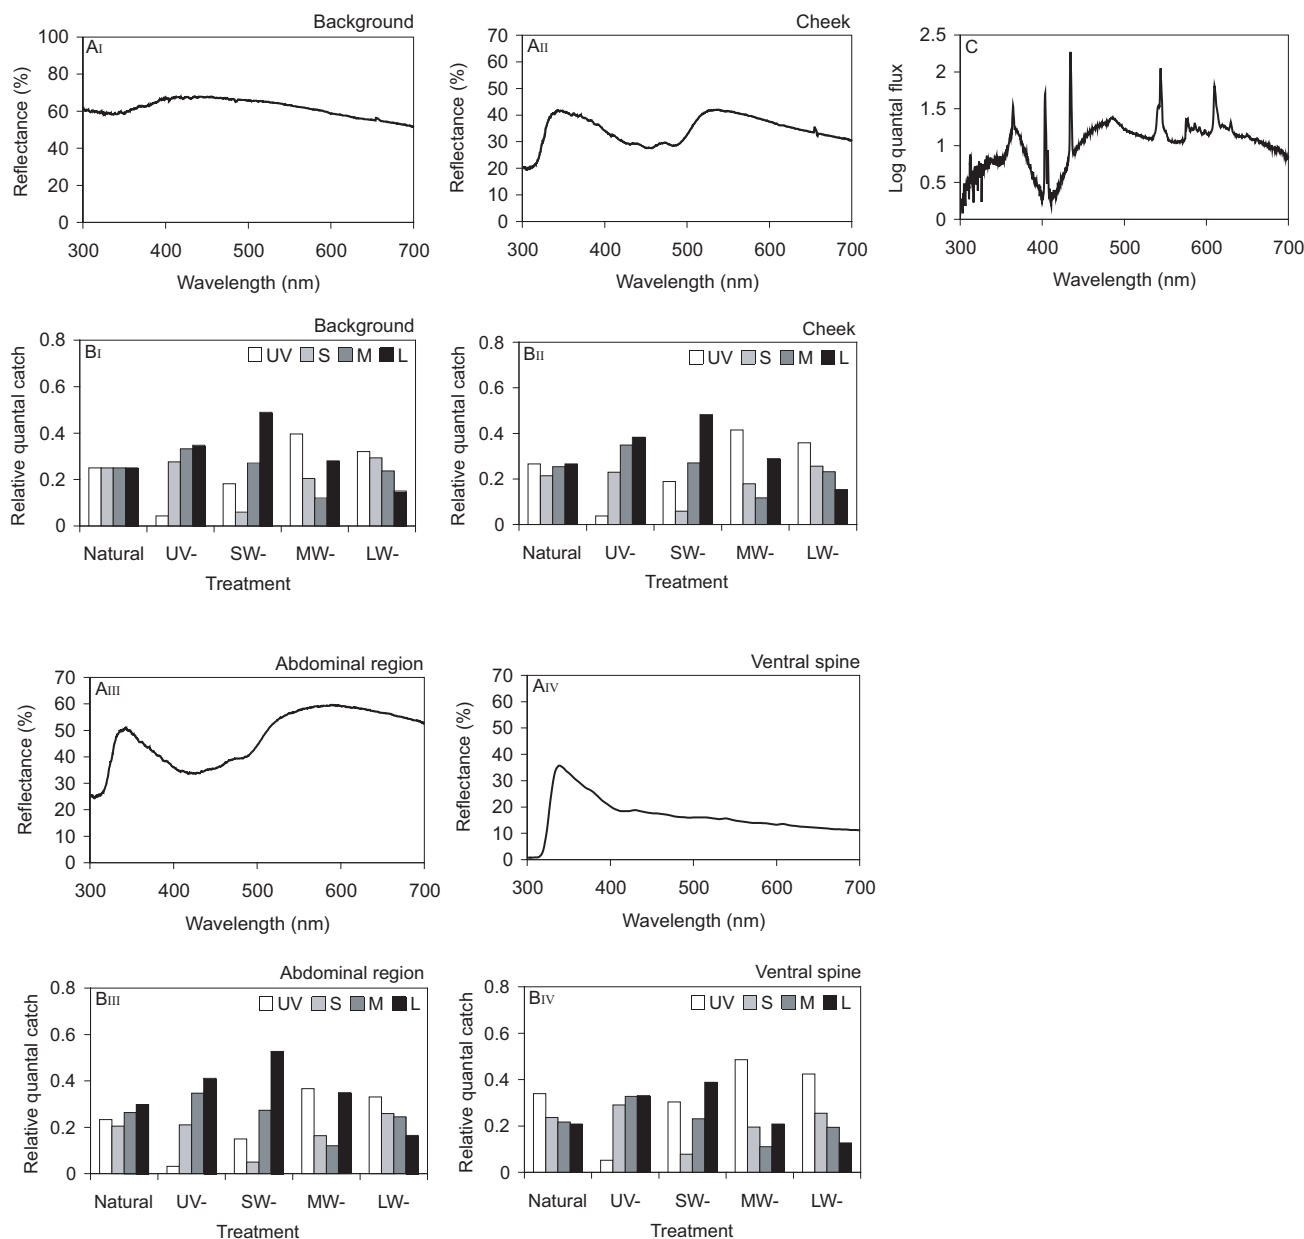 Background
AI
100
80
60
40
20
0
Reflectance (%)
300 400 500 600 700
Wavelength (nm)
Cheek
AII
70
60
50
40
30
20
10
0
Reflectance (%)
300 400 500 600 700
Wavelength (nm)
C
2.5
2
1.5
1
0.5
0
Log quantal flux
300 400 500 600 700
Wavelength (nm)
Background
BI
UV S M L
0.8
0.6
0.4
0.2
0
Relative quantal catch
Natural UV- SW- MW- LW-
Treatment
Cheek
BII
UV S M L
0.8
0.6
0.4
0.2
0
Relative quantal catch
Natural UV- SW- MW- LW-
Treatment
Abdominal region
AIII
70
60
50
40
30
20
10
0
Reflectance (%)
300 400 500 600 700
Wavelength (nm)
Ventral spine
AIV
70
60
50
40
30
20
10
0
Reflectance (%)
300 400 500 600 700
Wavelength (nm)
Abdominal region
BIII
UV S M L
0.8
0.6
0.4
0.2
0
Relative quantal catch
Natural UV- SW- MW- LW-
Treatment
Ventral spine
BIV
UV S M L
0.8
0.6
0.4
0.2
0
Relative quantal catch
Natural UV- SW- MW- LW-
Treatment